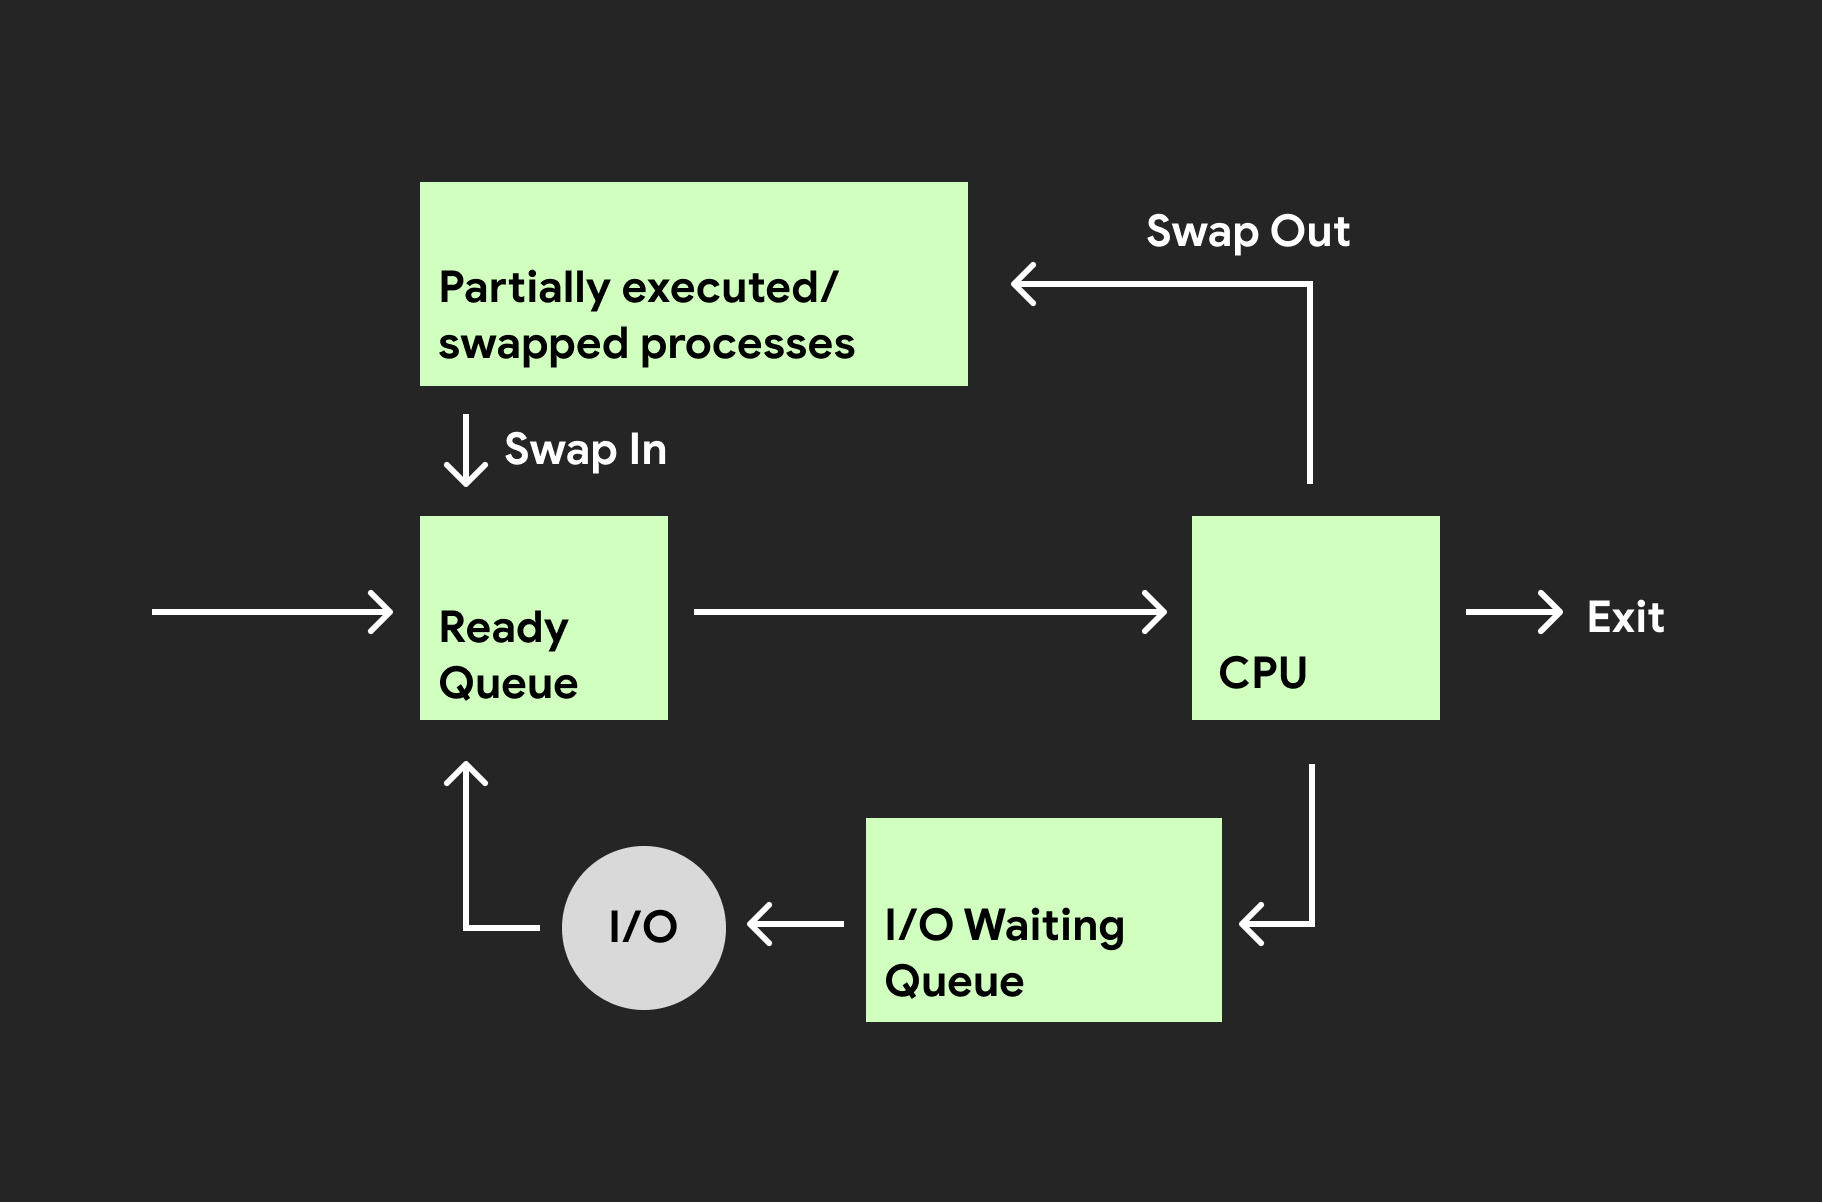 Swap Out
Partially executed/
swapped processes
Swap In
Ready
Queue
CPU
Exit
I/O
I/O Waiting
Queue